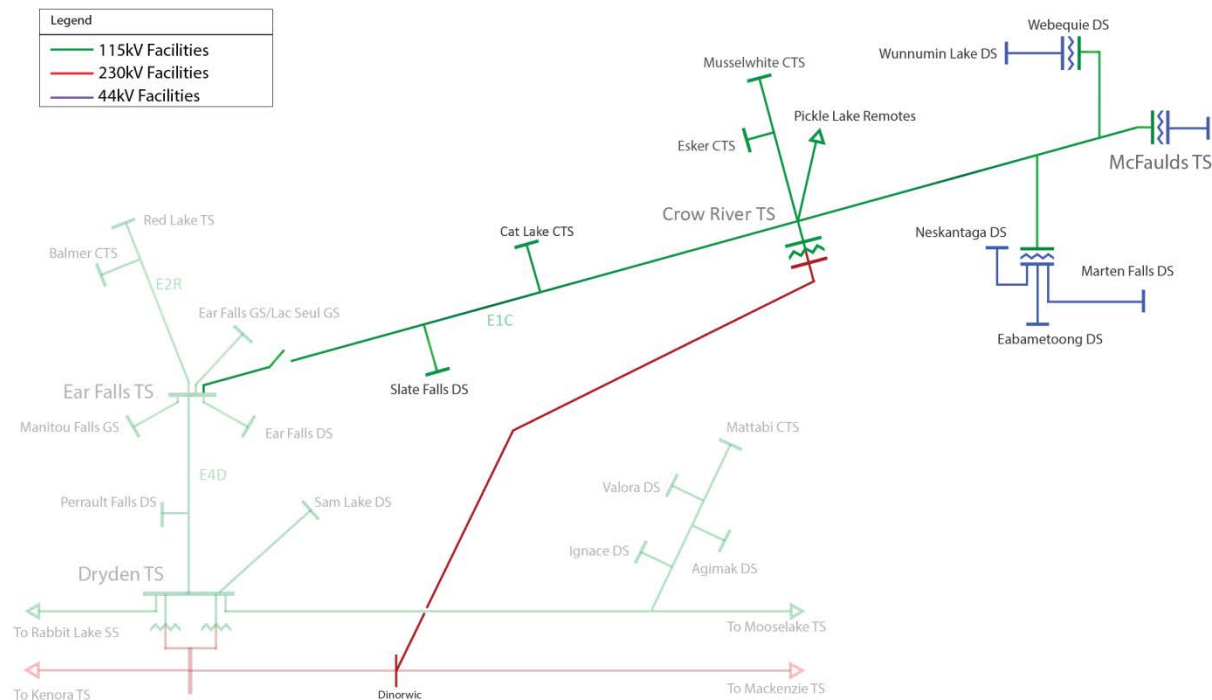 Legend
115kV Facilities
230kV Facilities
44kV Facilities
Webequie DS
Wunnumin Lake DS
Musselwhite CTS
Pickle Lake Remotes
Esker CTS
McFaulds TS
Crow River TS
Red Lake TS
Cat Lake CTS
Neskantaga DS
Balmer CTS
Marten Falls DS
E2R
Ear Falls GS/Lac Seul GS
E1C
Eabametoong DS
Ear Falls TS
Slate Falls DS
Manitou Falls GS
Ear Falls DS
Mattabi CTS
E4D
Valora DS
Perrault Falls DS
Sam Lake DS
Ignace DS
Agimak DS
Dryden TS
To Rabbit Lake SS
To Mooselake TS
To Kenora TS
Dinorwic
To Mackenzie TS